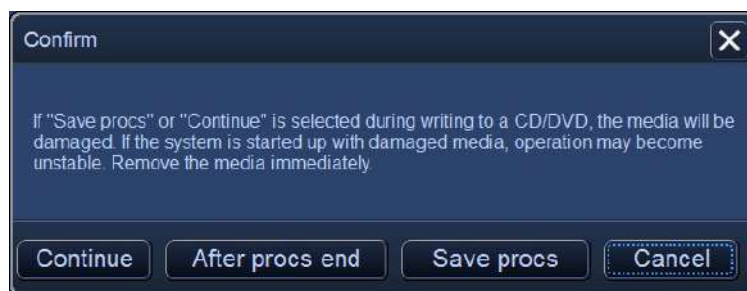 Confirm
If "Save procs" or "Continue" is selected during writing to a CD/DVD, the media will be
damaged. If the system is started up with damaged media, operation may become
unstable. Remove the media immediately.
Continue After procs end Save procs Cancel